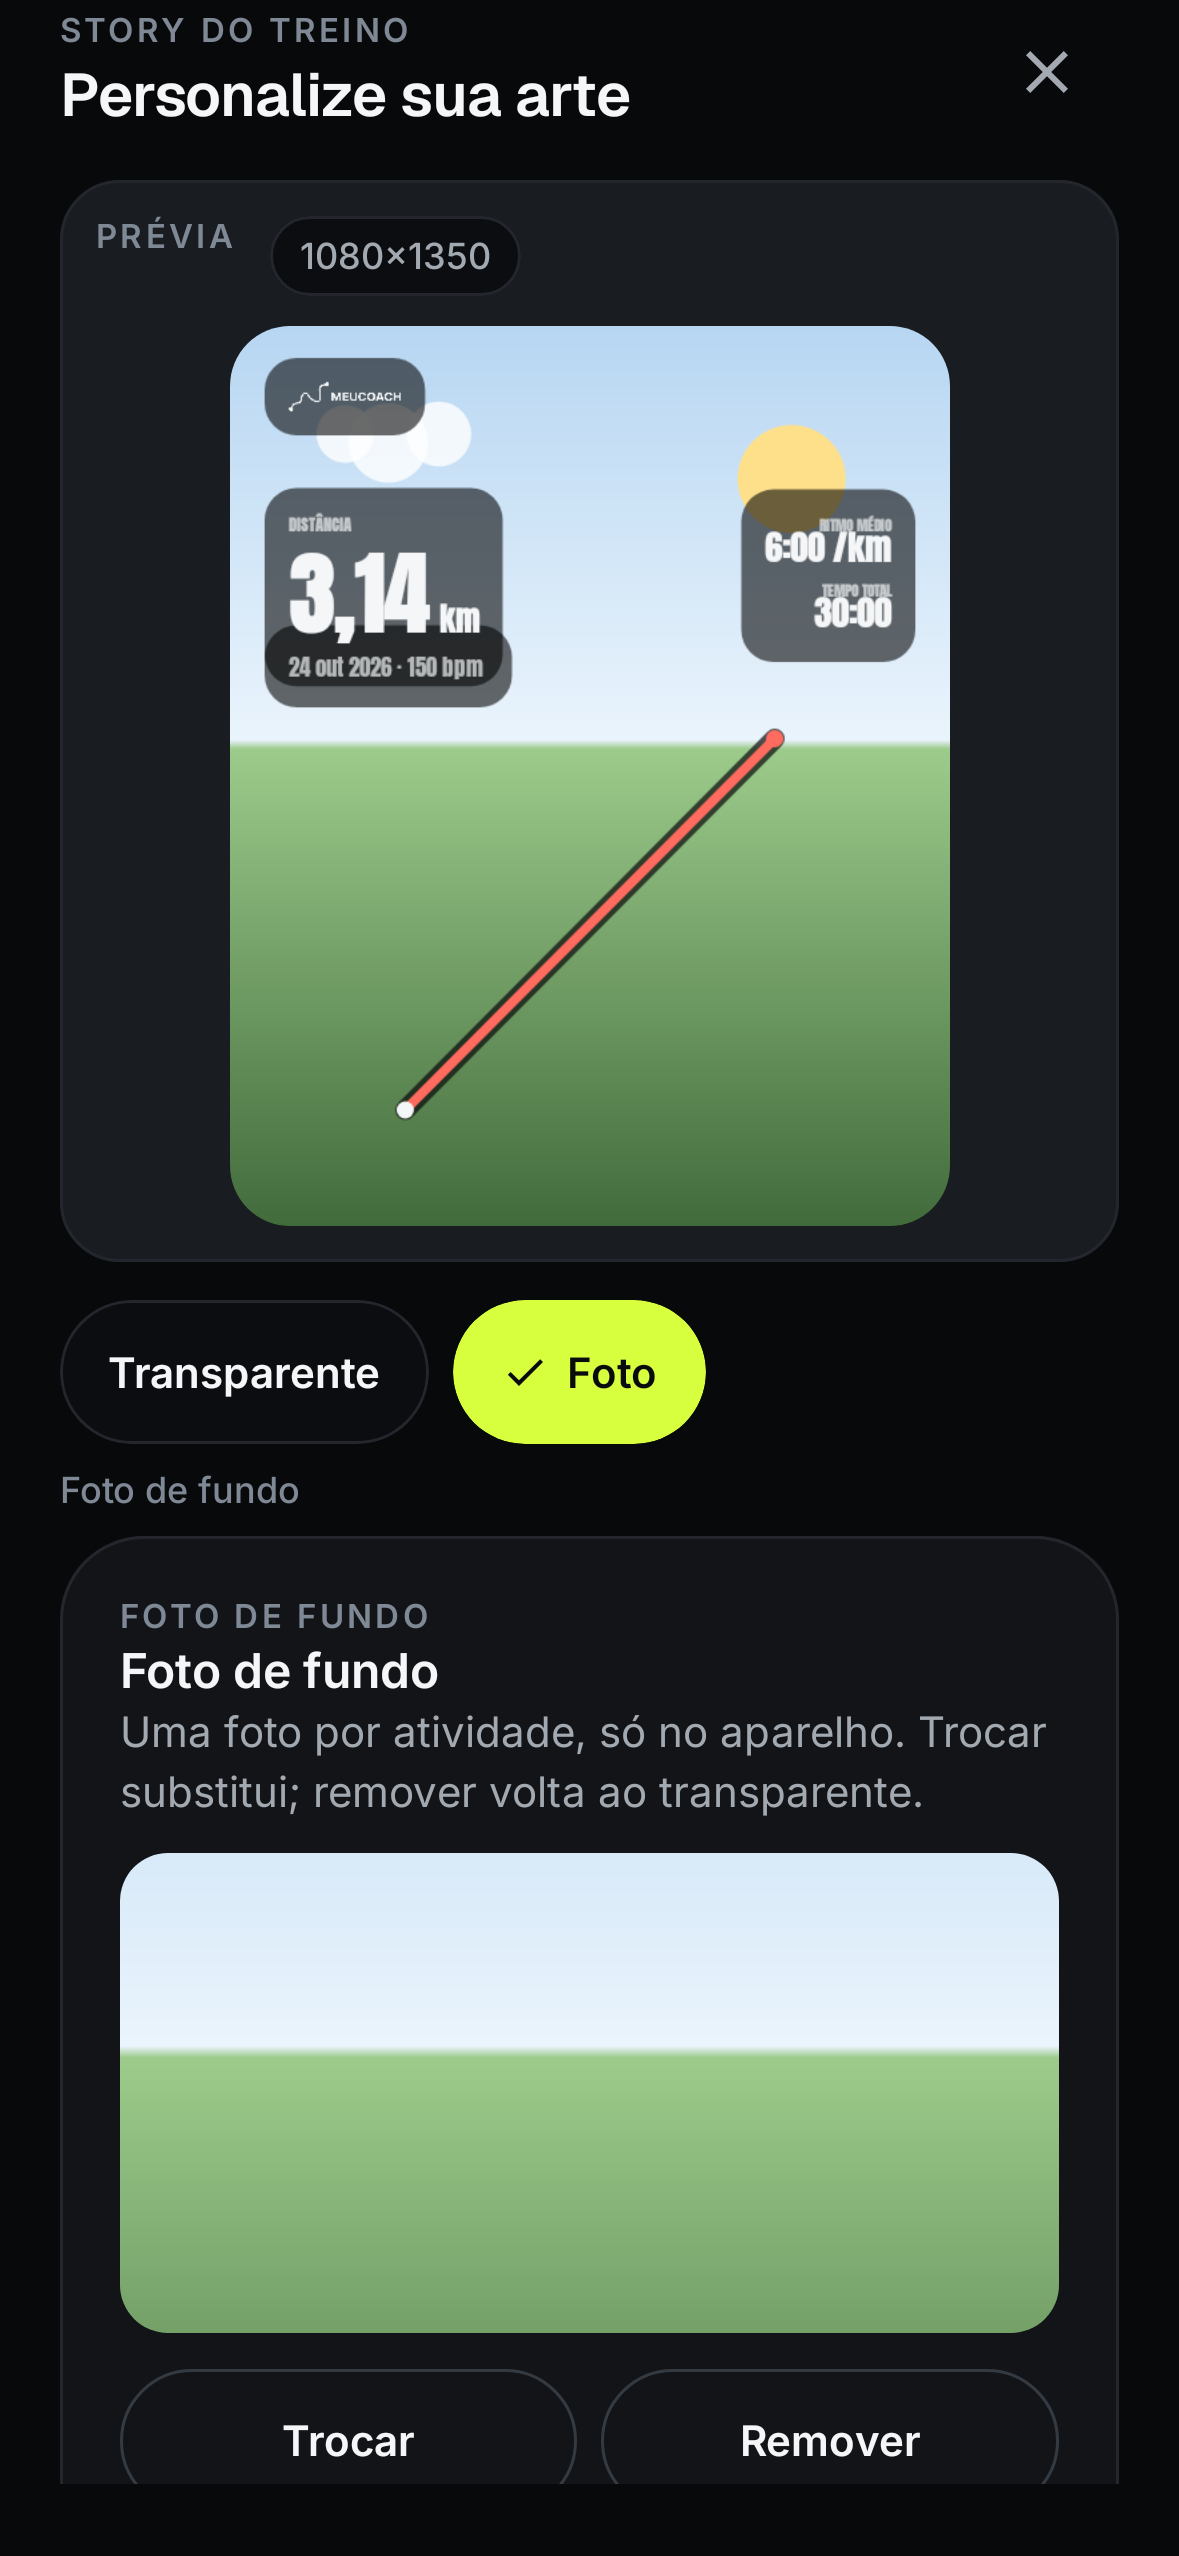 STORY DO TREINO
Personalize sua arte
PRÉVIA
1080×1350
MEUCOACH
DISTÂNCIA
3,14 km
24 out 2026 · 150 bpm
RITMO MÉDIO
6:00 /km
TEMPO TOTAL
30:00
Transparente
Foto
Foto de fundo
FOTO DE FUNDO
Foto de fundo
Uma foto por atividade, só no aparelho. Trocar
substitui; remover volta ao transparente.
Trocar
Remover